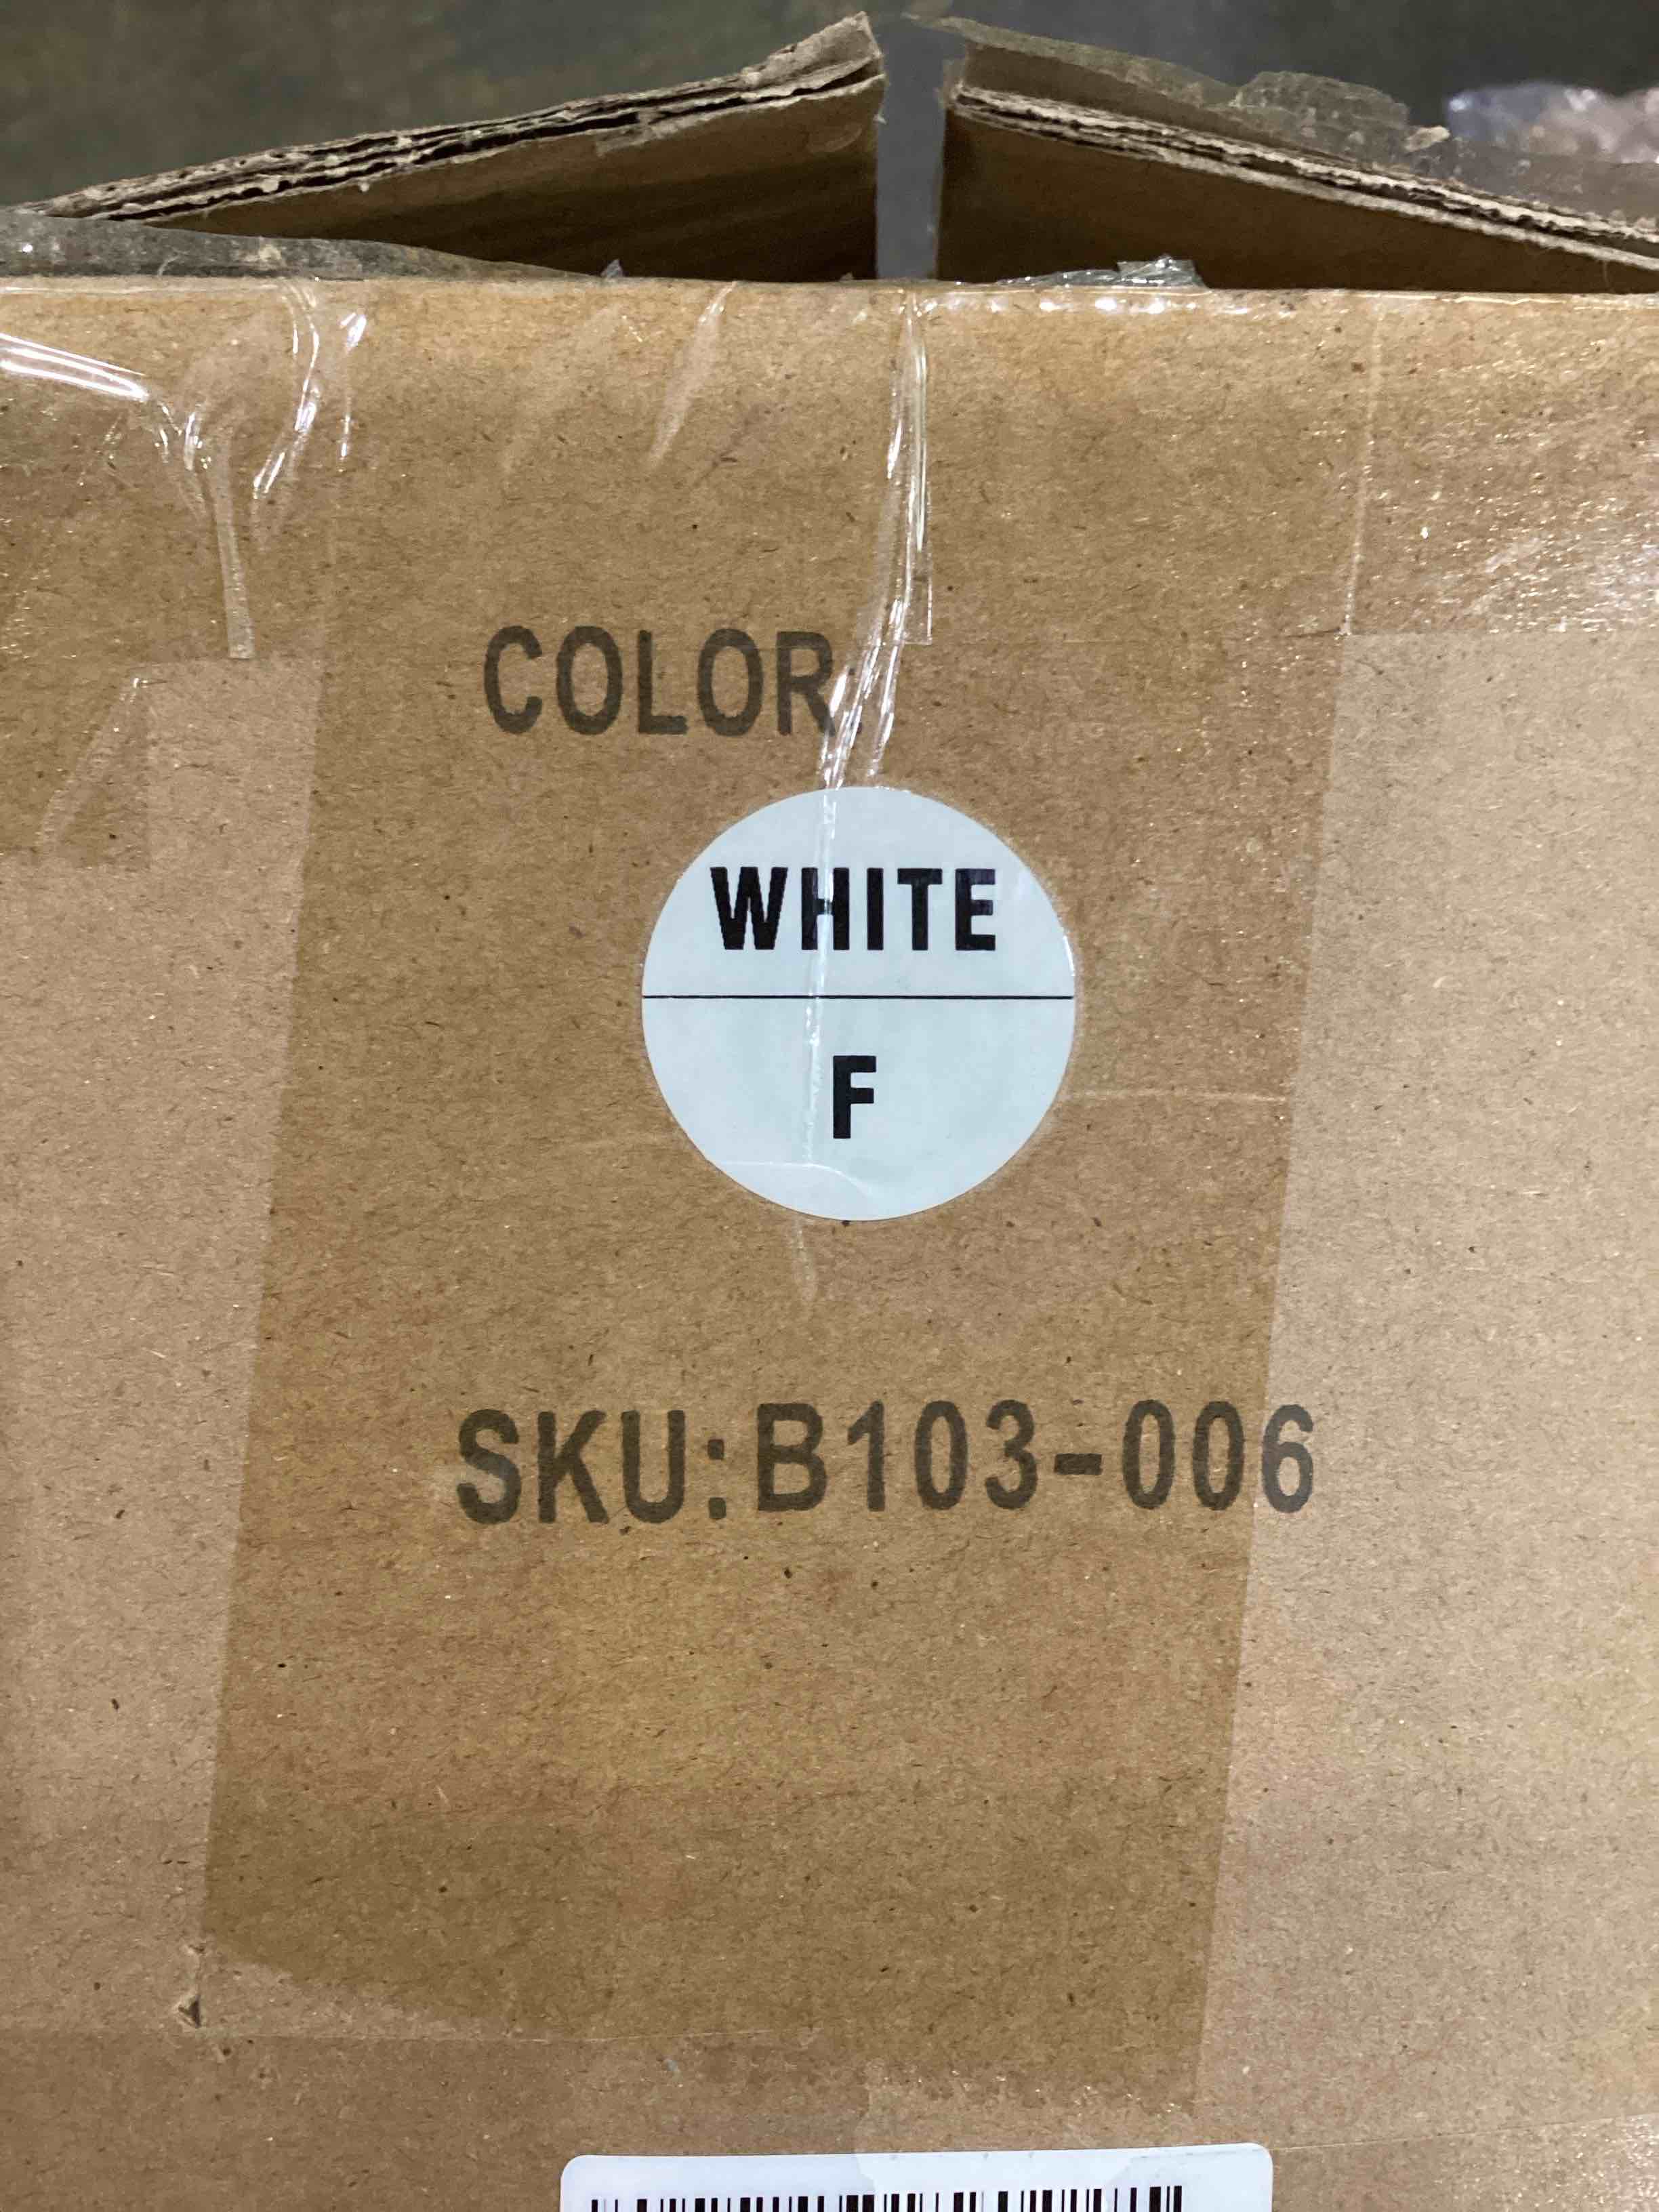 COLOR:
WHITE
F
SKU:B103-006